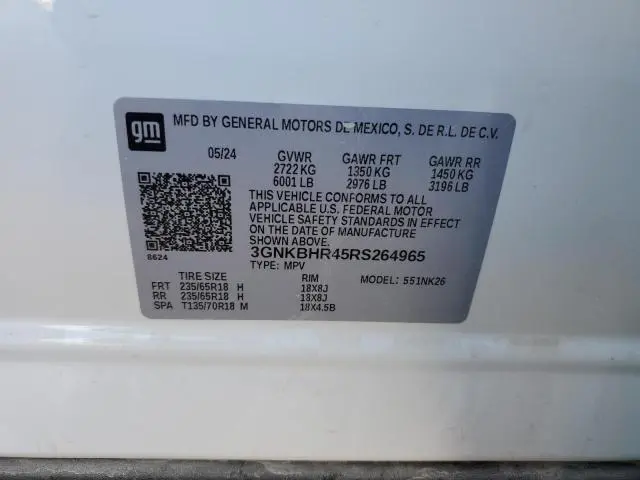 gm MFD BY GENERAL MOTORS DE MEXICO, S. DE R.L. DE C.V.
05/24 GVWR GAWR FRT GAWR RR
2722 KG 1350 KG 1450 KG
6001 LB 2976 LB 3196 LB
THIS VEHICLE CONFORMS TO ALL
APPLICABLE U.S. FEDERAL MOTOR
VEHICLE SAFETY STANDARDS IN EFFECT
ON THE DATE OF MANUFACTURE
SHOWN ABOVE.
8624 3GNKBHR45RS264965
TYPE: MPV
TIRE SIZE RIM MODEL: 551NK26
FRT 235/65R18 H 18X8J
RR 235/65R18 H 18X8J
SPA T135/70R18 M 18X4.5B